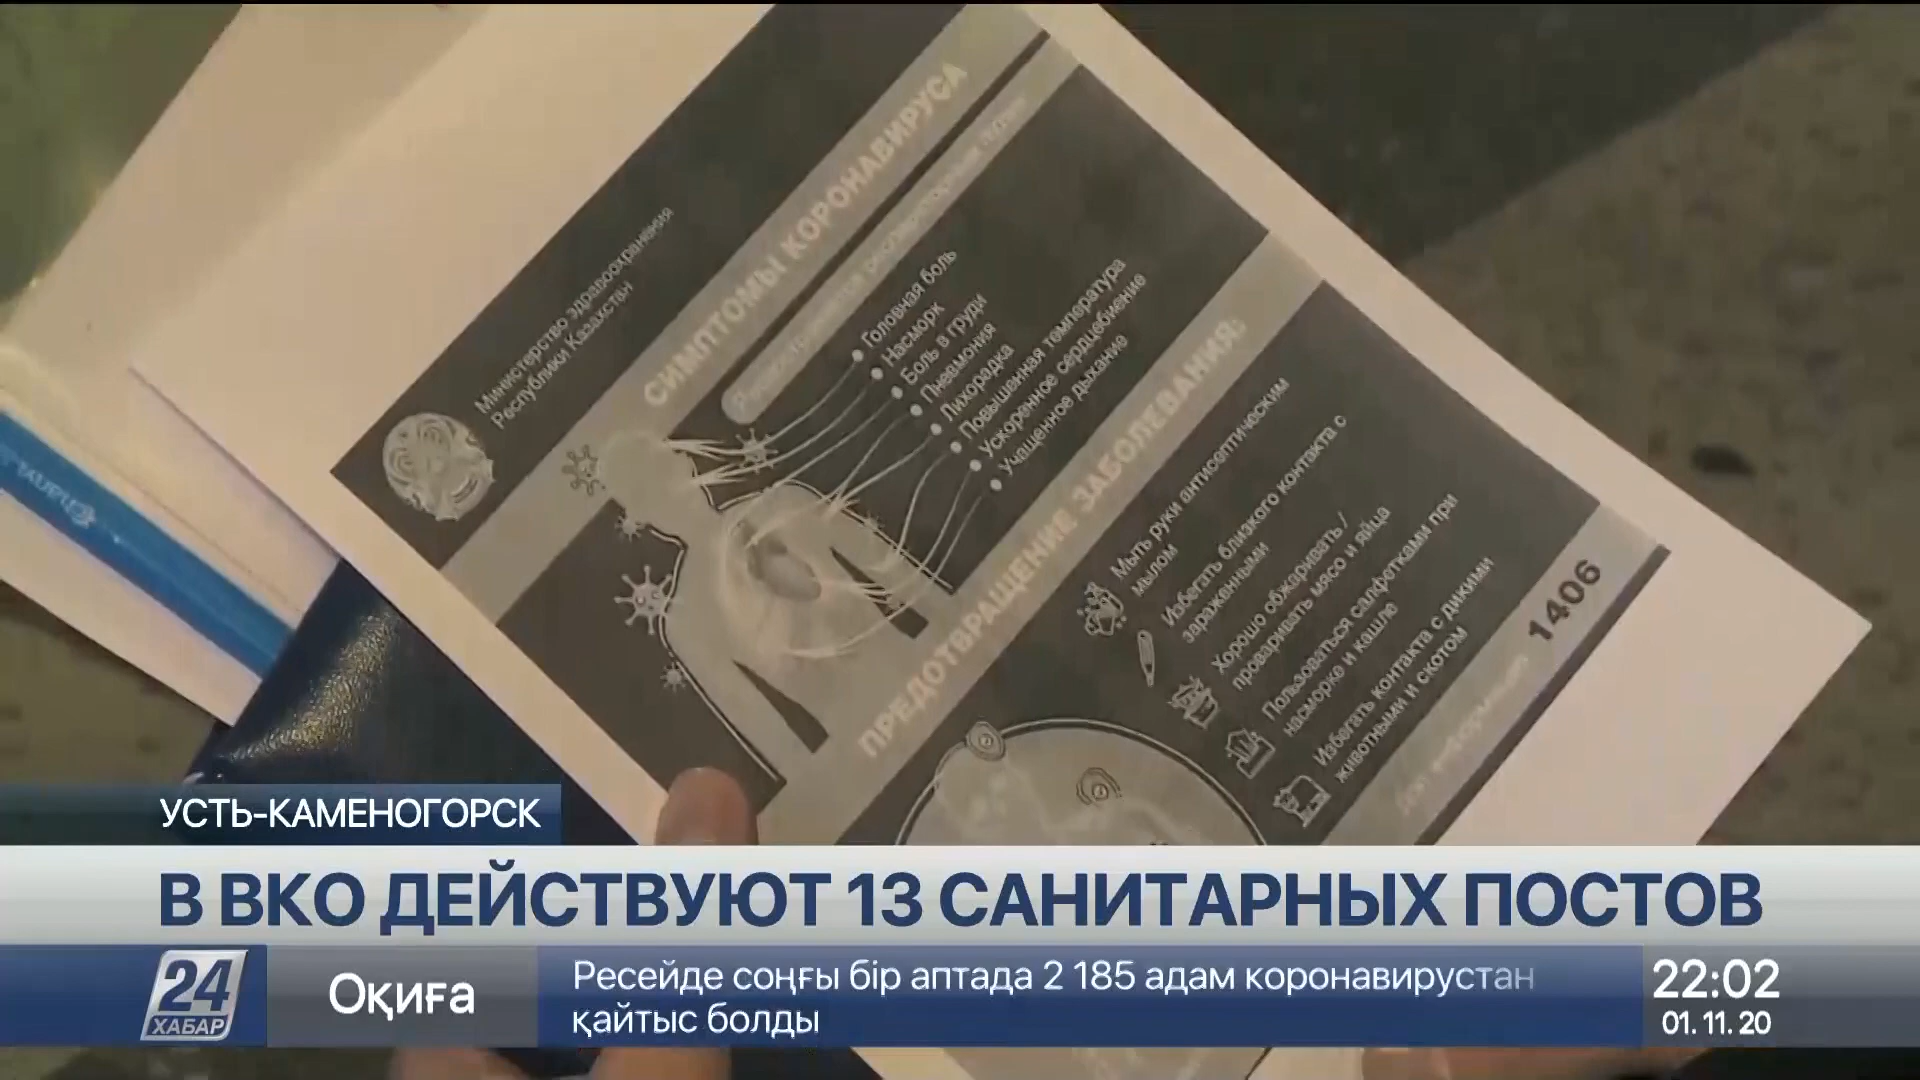 Министерство здравоохранения
Республики Казахстан
СИМПТОМЫ КОРОНАВИРУСА
Головная боль
Насморк
Боль в груди
Пневмония
Лихорадка
Повышенная температура
Ускоренное сердцебиение
Учащенное дыхание
ПРЕДОТВРАЩЕНИЕ ЗАБОЛЕВАНИЯ:
Мыть руки антисептическим
мылом
Избегать близкого контакта с
зараженными
Хорошо обжаривать /
проваривать мясо и яйца
Пользоваться салфетками при
насморке и кашле
Избегать контакта с дикими
животными и скотом
информация 1406
УСТЬ-КАМЕНОГОРСК
В ВКО ДЕЙСТВУЮТ 13 САНИТАРНЫХ ПОСТОВ
24
ХАБАР
Оқиға
Ресейде соңғы бір аптада 2 185 адам коронавирустан
қайтыс болды
22:02
01. 11. 20